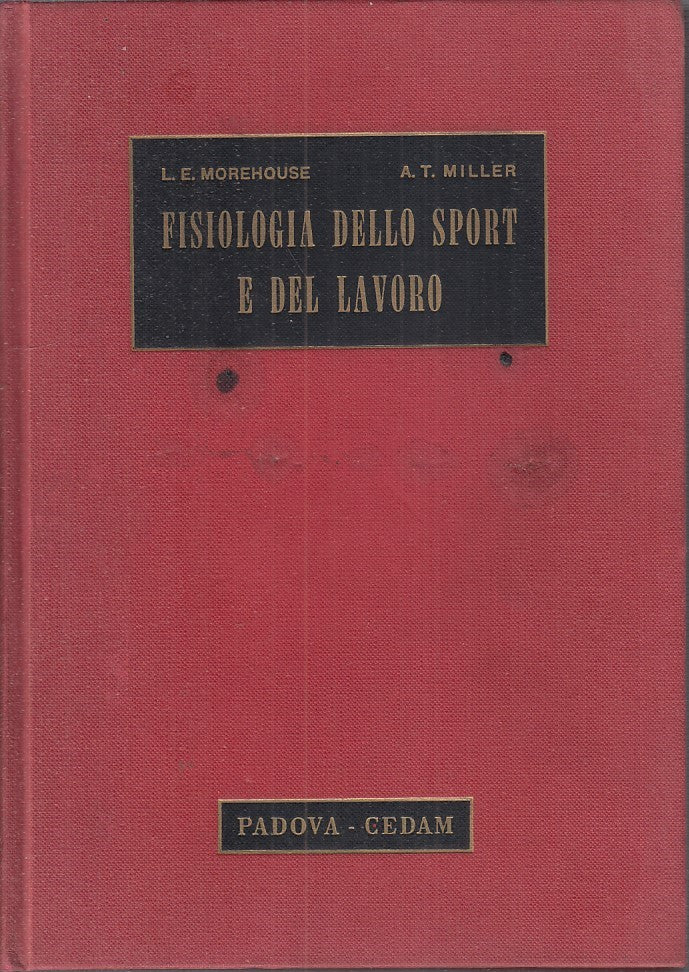 L. E. MOREHOUSE A. T. MILLER
FISIOLOGIA DELLO SPORT
E DEL LAVORO
PADOVA - CEDAM